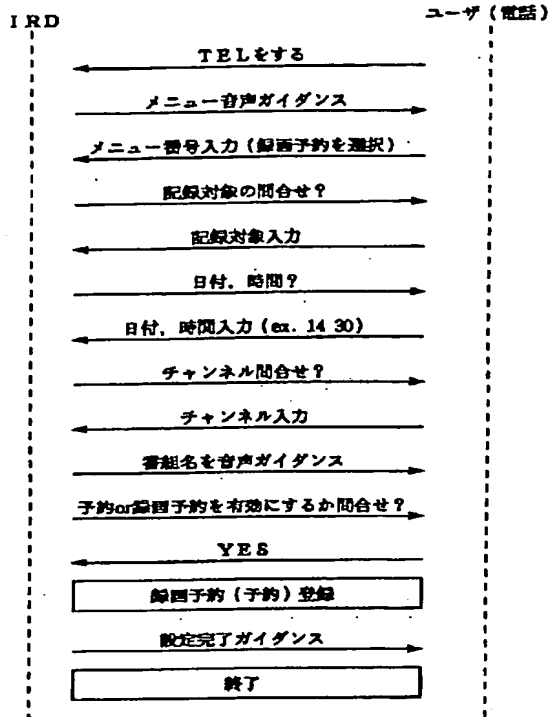 IRD
ユーザ (電話)
TELをする
メニュー音声ガイダンス
メニュー番号入力 (録画予約を選択)
記録対象の問合せ?
記録対象入力
日付, 時間?
日付, 時間入力 (ex. 14 30)
チャンネル問合せ?
チャンネル入力
番組名を音声ガイダンス
予約or録画予約を有効にするか問合せ?
YES
録画予約 (予約) 登録
設定完了ガイダンス
終了